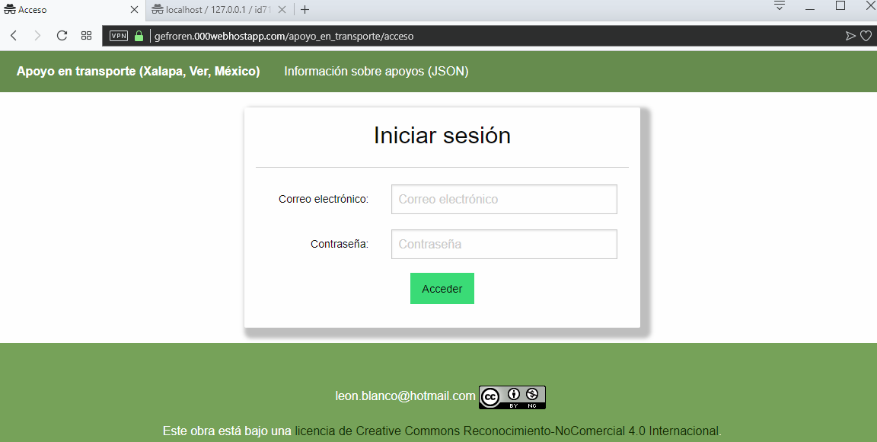 Acceso
localhost / 127.0.0.1 / id7
VPN
gefroren.000webhostapp.com/apoyo_en_transporte/acceso
Apoyo en transporte (Xalapa, Ver, México) Información sobre apoyos (JSON)
Iniciar sesión
Correo electrónico: Correo electrónico
Contraseña: Contraseña
Acceder
leon.blanco@hotmail.com
cc BY NC
Este obra está bajo una licencia de Creative Commons Reconocimiento-NoComercial 4.0 Internacional.